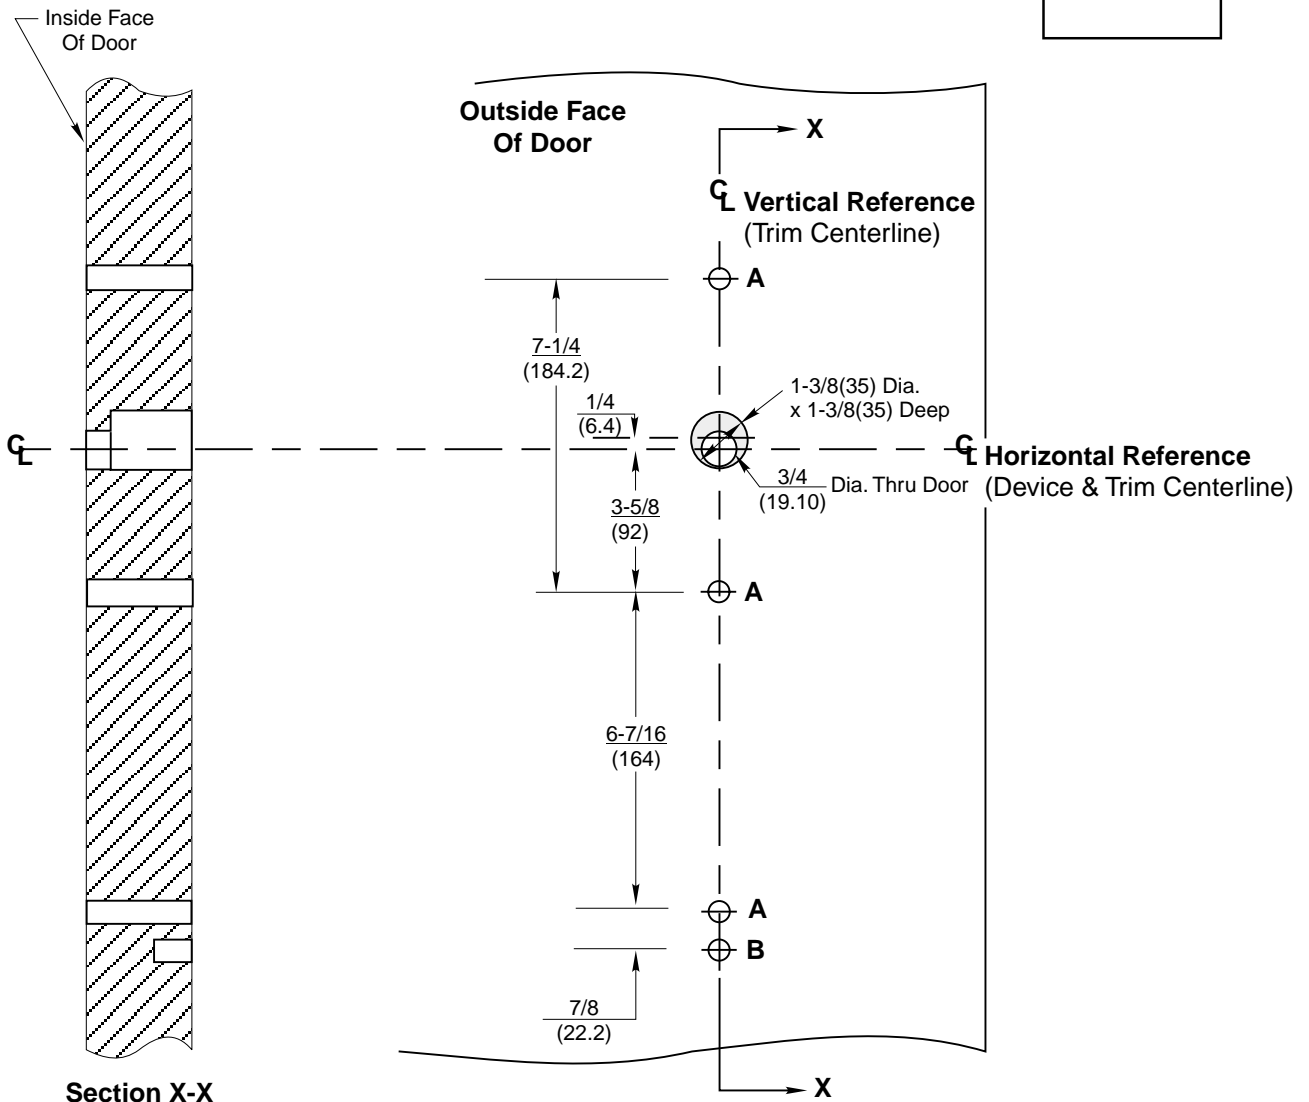 Inside Face
Of Door
Outside Face
Of Door
X
CL Vertical Reference
(Trim Centerline)
A
7-1/4
(184.2)
1/4
(6.4)
1-3/8(35) Dia.
x 1-3/8(35) Deep
CL
CL Horizontal Reference
(Device & Trim Centerline)
3/4
(19.10)
Dia. Thru Door
3-5/8
(92)
A
6-7/16
(164)
A
B
7/8
(22.2)
X
Section X-X